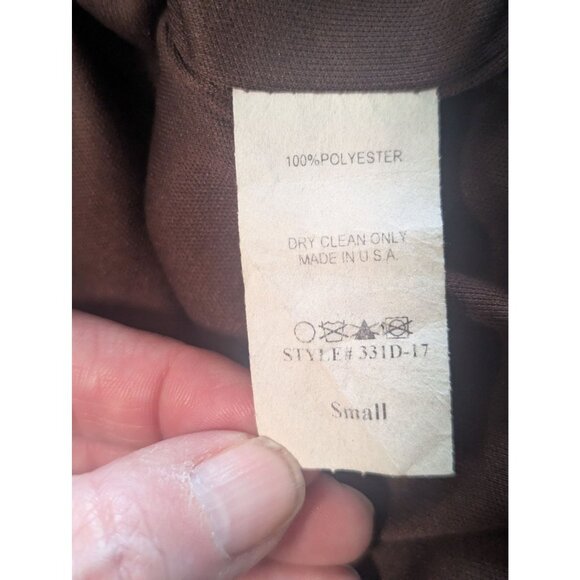 100%POLYESTER
DRY CLEAN ONLY
MADE IN U.S.A.
STYLE# 331D-17
Small